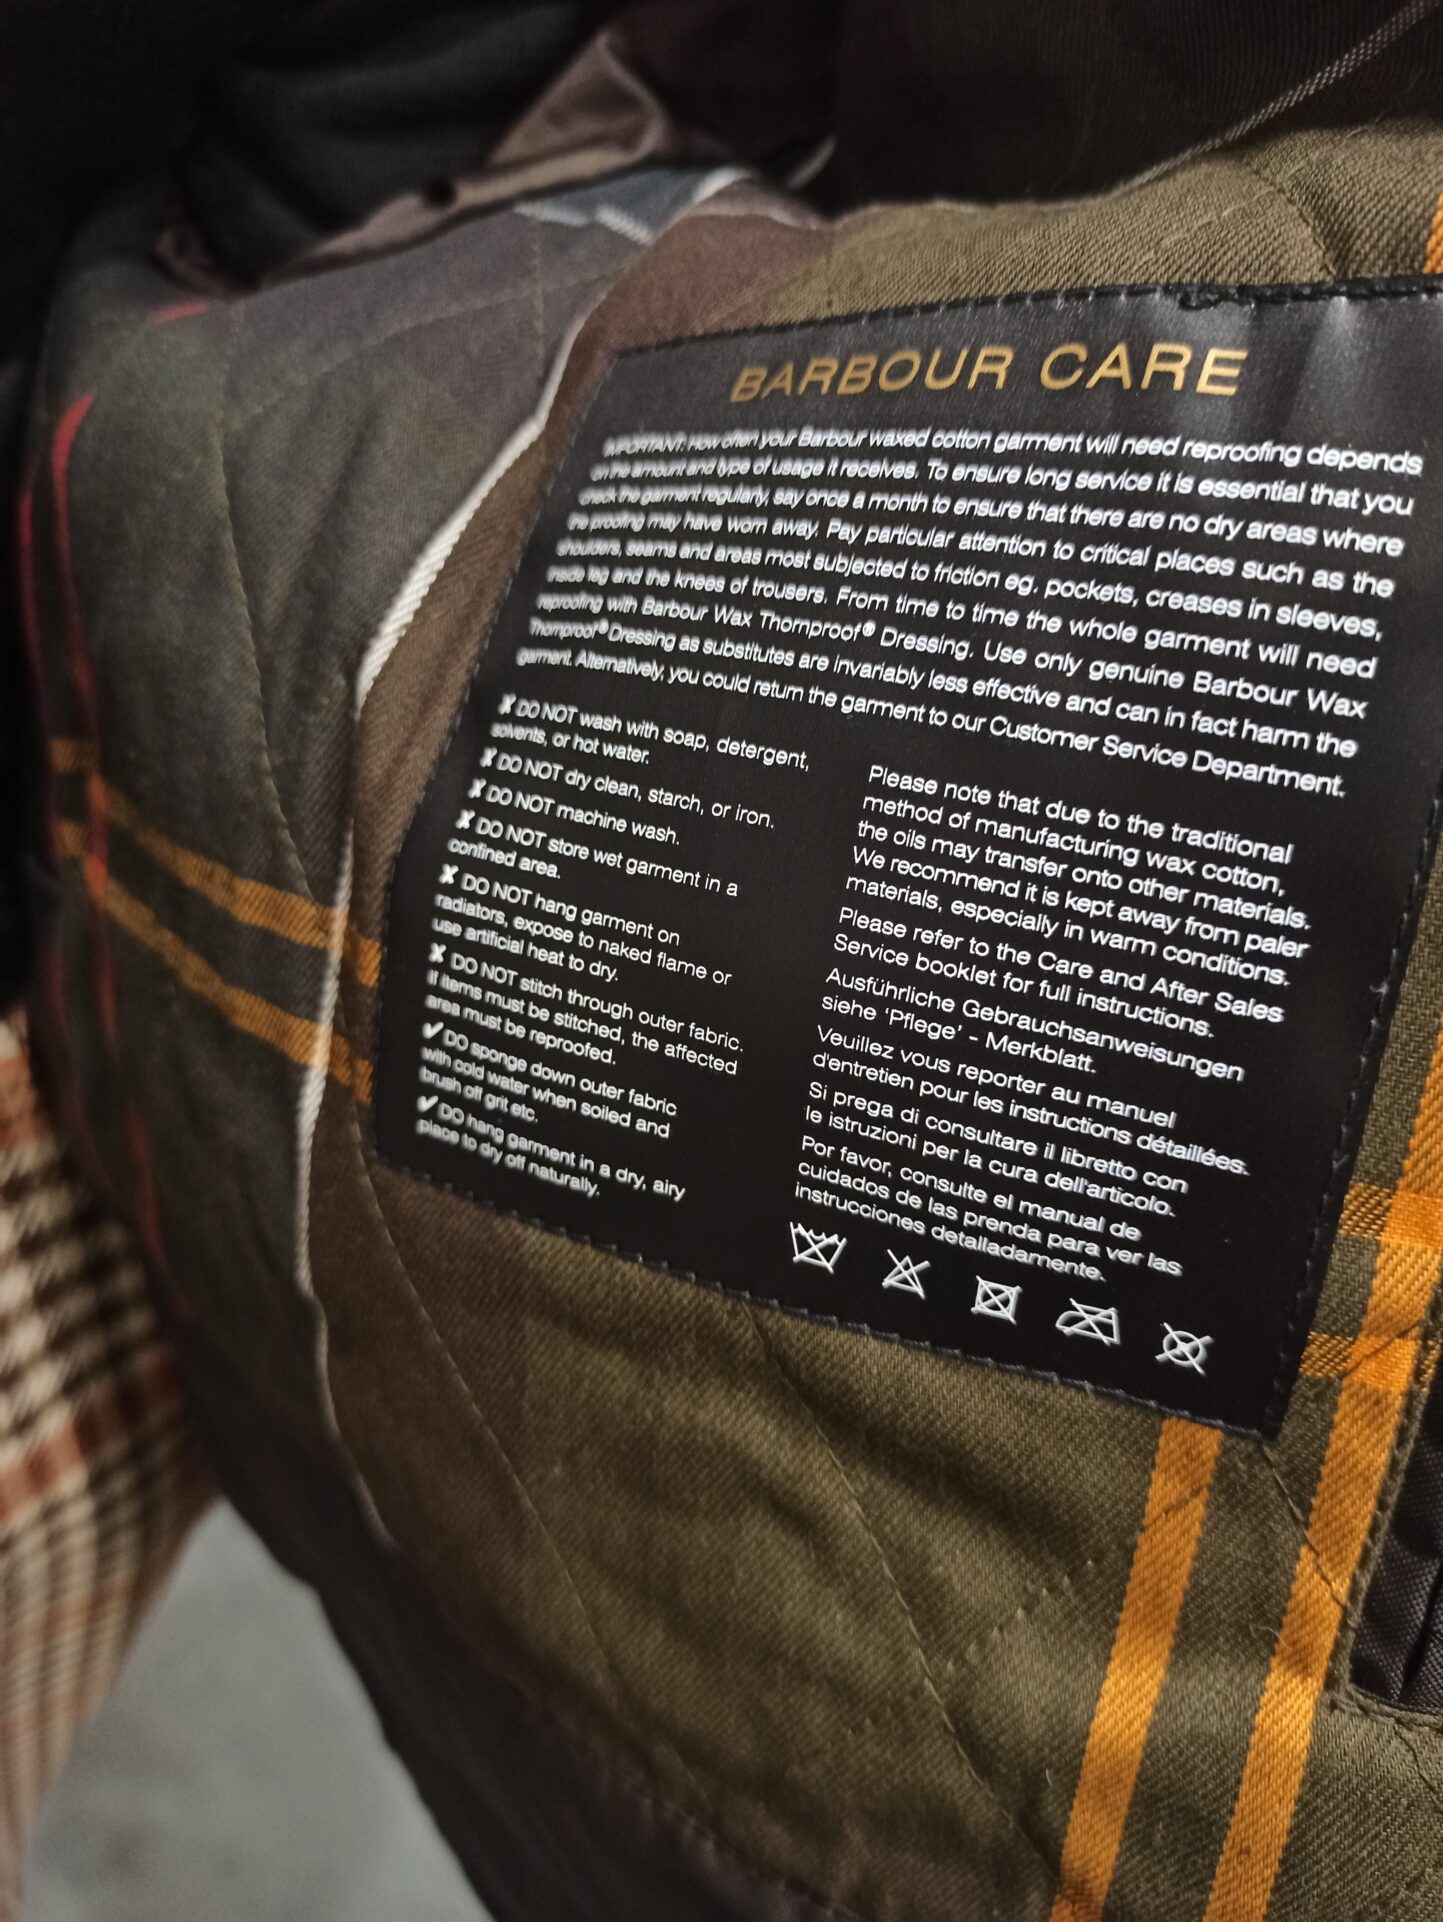 BARBOUR CARE
IMPORTANT: How often your Barbour waxed cotton garment will need reproofing depends
on the amount and type of usage it receives. To ensure long service it is essential that you
check the garment regularly, say once a month to ensure that there are no dry areas where
the proofing may have worn away. Pay particular attention to critical places such as the
shoulders, seams and areas most subjected to friction eg. pockets, creases in sleeves,
inside leg and the knees of trousers. From time to time the whole garment will need
reproofing with Barbour Wax Thornproof® Dressing. Use only genuine Barbour Wax
Thornproof® Dressing as substitutes are invariably less effective and can in fact harm the
garment. Alternatively, you could return the garment to our Customer Service Department.
✘ DO NOT wash with soap, detergent,
solvents, or hot water.
✘ DO NOT dry clean, starch, or iron.
✘ DO NOT machine wash.
✘ DO NOT store wet garment in a
confined area.
✘ DO NOT hang garment on
radiators, expose to naked flame or
use artificial heat to dry.
✘ DO NOT stitch through outer fabric.
If items must be stitched, the affected
area must be reproofed.
✔ DO sponge down outer fabric
with cold water when soiled and
brush off grit etc.
✔ DO hang garment in a dry, airy
place to dry off naturally.
Please note that due to the traditional
method of manufacturing wax cotton,
the oils may transfer onto other materials.
We recommend it is kept away from paler
materials, especially in warm conditions.
Please refer to the Care and After Sales
Service booklet for full instructions.
Ausführliche Gebrauchsanweisungen
siehe 'Pflege' - Merkblatt.
Veuillez vous reporter au manuel
d'entretien pour les instructions détaillées.
Si prega di consultare il libretto con
le istruzioni per la cura dell'articolo.
Por favor, consulte el manual de
cuidados de las prenda para ver las
instrucciones detalladamente.